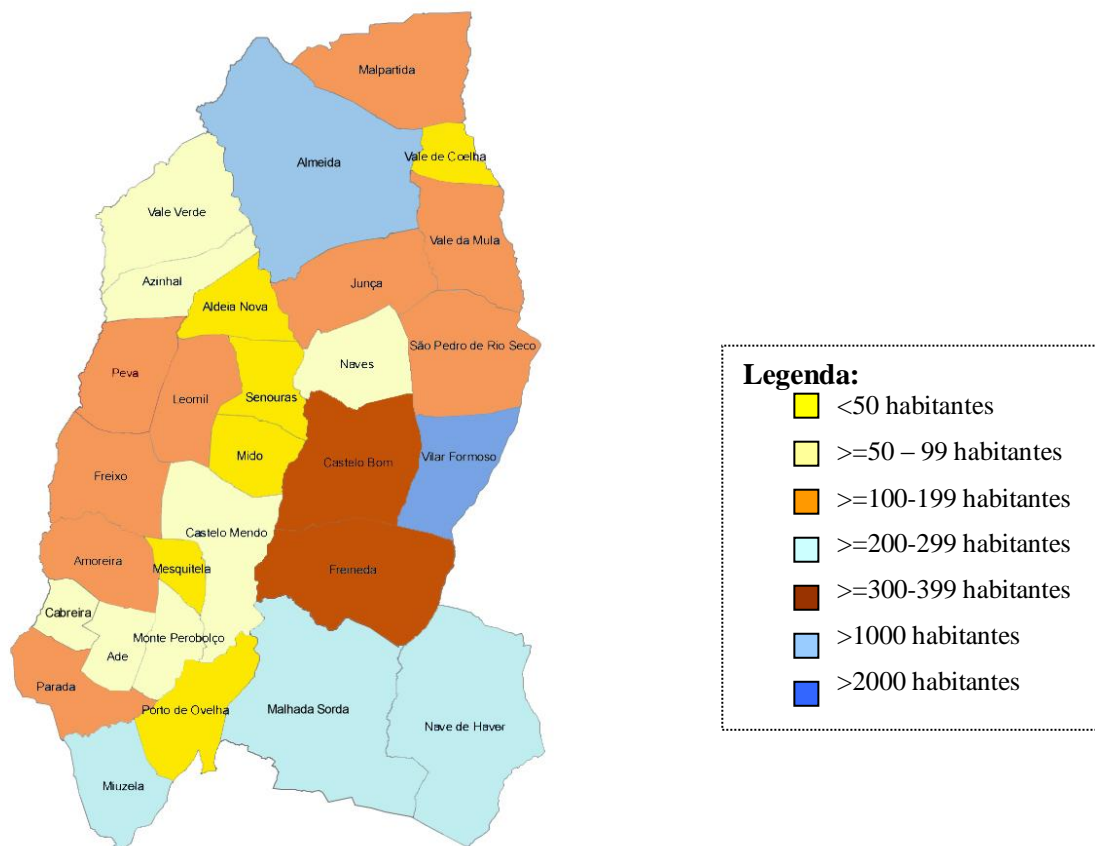 Malpartida
Vale de Coelha
Almeida
Vale Verde
Vale da Mula
Azinhal
Junça
Aldeia Nova
São Pedro de Rio Seco
Naves
Peva
Leomil
Senouras
Mido
Castelo Bom
Vilar Formoso
Freixo
Castelo Mendo
Amoreira
Mesquitela
Freineda
Cabreira
Monte Perobolço
Ade
Parada
Porto de Ovelha
Malhada Sorda
Nave de Haver
Miuzela
Legenda:
<50 habitantes
>=50 – 99 habitantes
>=100-199 habitantes
>=200-299 habitantes
>=300-399 habitantes
>1000 habitantes
>2000 habitantes